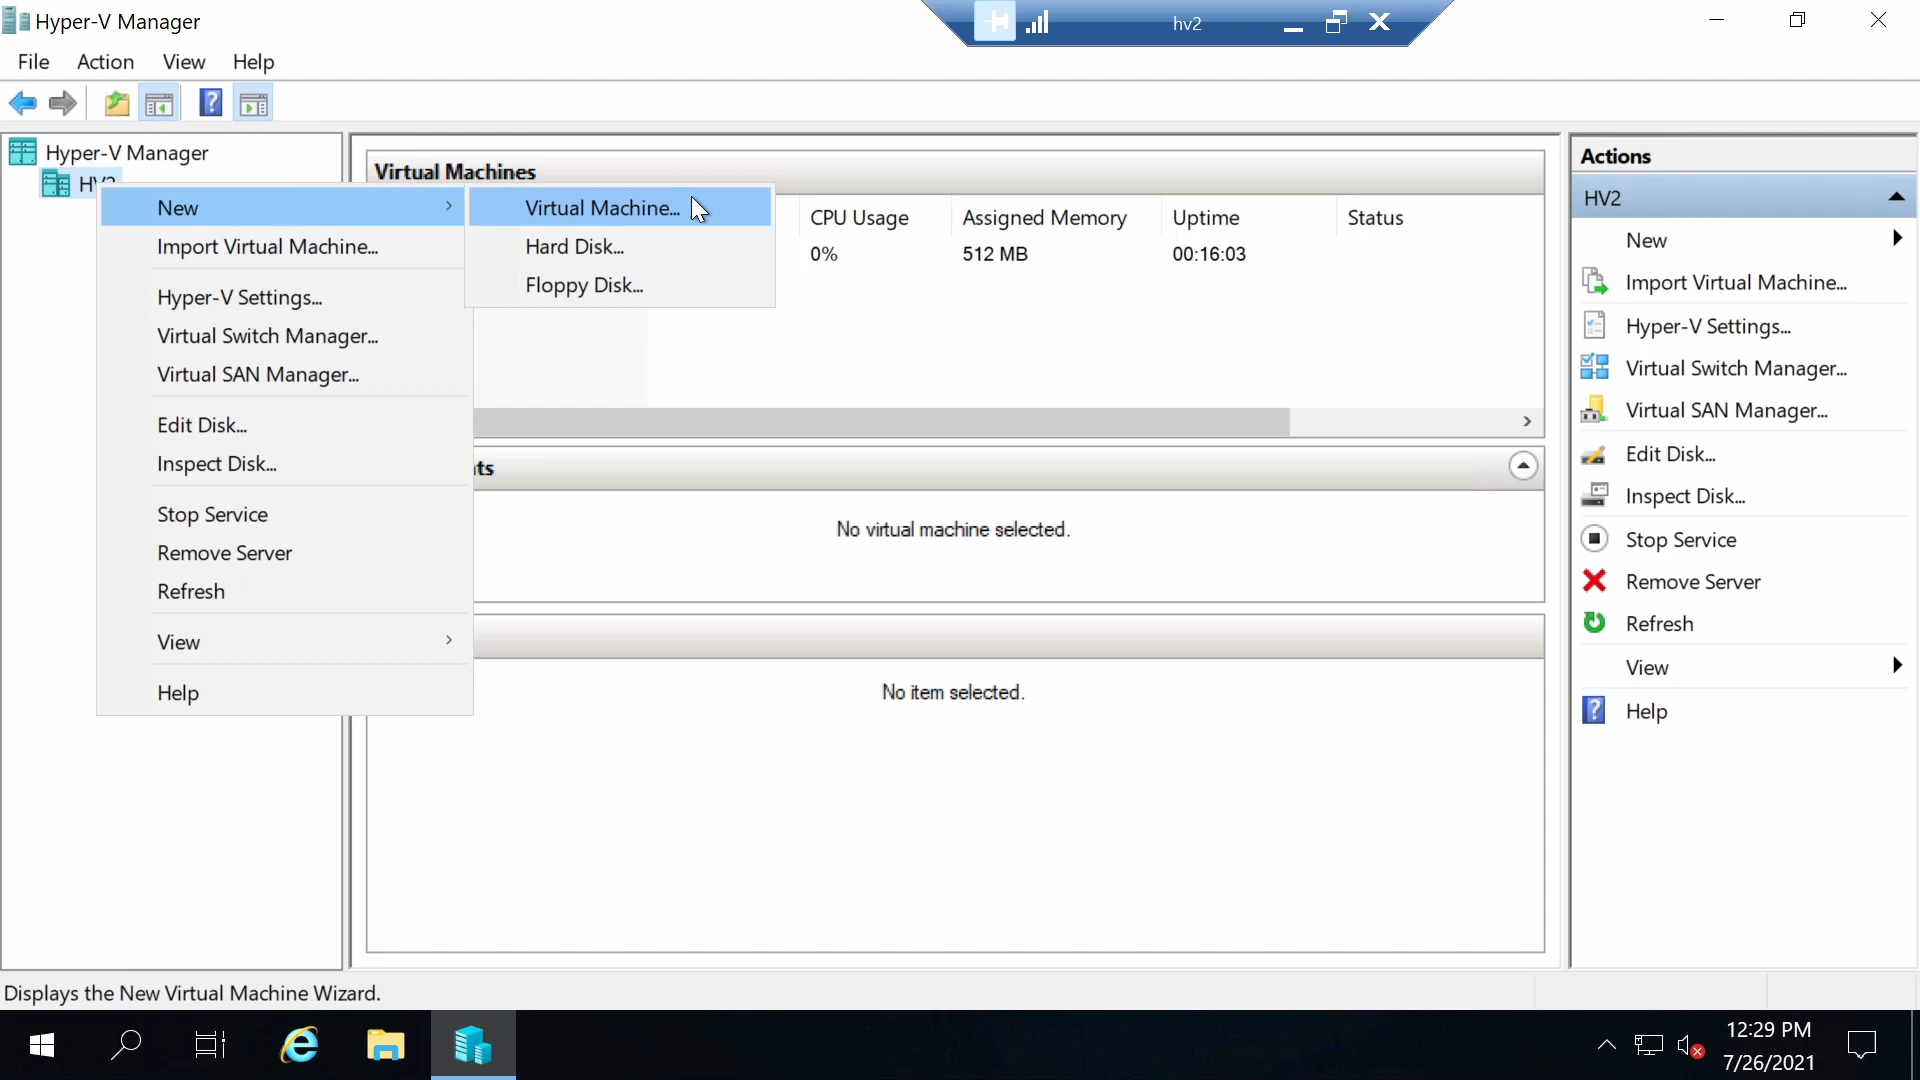 Hyper-V Manager
hv2
File Action View Help
Hyper-V Manager
New
Virtual Machine...
Import Virtual Machine...
Hard Disk...
Floppy Disk...
Hyper-V Settings...
Virtual Switch Manager...
Virtual SAN Manager...
Edit Disk...
Inspect Disk...
Stop Service
Remove Server
Refresh
View
Help
Virtual Machines
CPU Usage Assigned Memory Uptime Status
0% 512 MB 00:16:03
No virtual machine selected.
No item selected.
Actions
HV2
New
Import Virtual Machine...
Hyper-V Settings...
Virtual Switch Manager...
Virtual SAN Manager...
Edit Disk...
Inspect Disk...
Stop Service
Remove Server
Refresh
View
Help
Displays the New Virtual Machine Wizard.
12:29 PM
7/26/2021